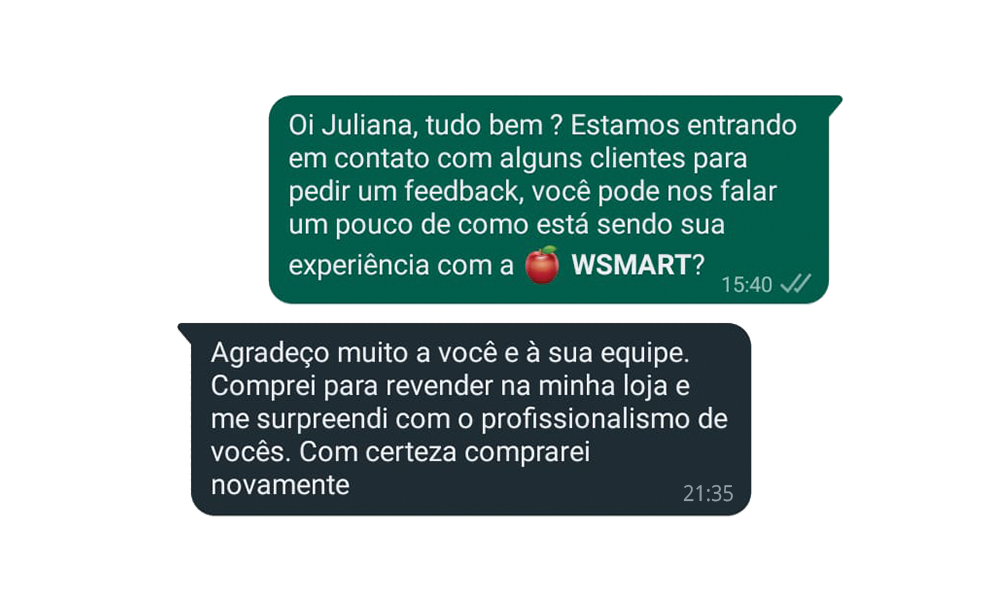 Oi Juliana, tudo bem ? Estamos entrando
em contato com alguns clientes para
pedir um feedback, você pode nos falar
um pouco de como está sendo sua
experiência com a 🍎 WSMART?
15:40
Agradeço muito a você e à sua equipe.
Comprei para revender na minha loja e
me surpreendi com o profissionalismo de
vocês. Com certeza comprarei
novamente
21:35